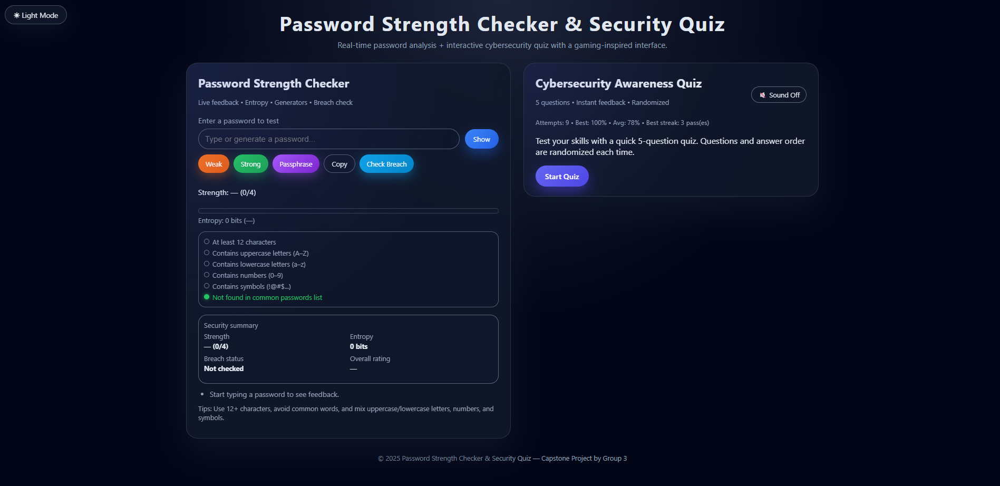 ☀ Light Mode
Password Strength Checker & Security Quiz
Real-time password analysis + interactive cybersecurity quiz with a gaming-inspired interface.
Password Strength Checker
Live feedback • Entropy • Generators • Breach check
Enter a password to test
Type or generate a password...
Show
Weak
Strong
Passphrase
Copy
Check Breach
Strength: — (0/4)
Entropy: 0 bits (—)
At least 12 characters
Contains uppercase letters (A–Z)
Contains lowercase letters (a–z)
Contains numbers (0–9)
Contains symbols (!@#$…)
Not found in common passwords list
Security summary
Strength
— (0/4)
Entropy
0 bits
Breach status
Not checked
Overall rating
—
• Start typing a password to see feedback.
Tips: Use 12+ characters, avoid common words, and mix uppercase/lowercase letters, numbers, and
symbols.
Cybersecurity Awareness Quiz
5 questions • Instant feedback • Randomized
🔇 Sound Off
Attempts: 9 • Best: 100% • Avg: 78% • Best streak: 3 pass(es)
Test your skills with a quick 5-question quiz. Questions and answer order
are randomized each time.
Start Quiz
© 2025 Password Strength Checker & Security Quiz — Capstone Project by Group 3